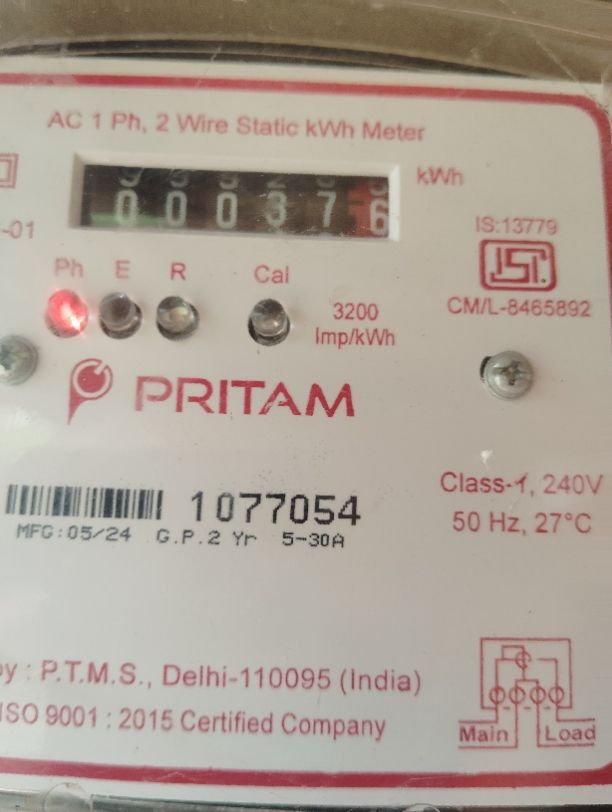 AC 1 Ph, 2 Wire Static kWh Meter
000376 kWh
-01
IS:13779
ISI
CM/L-8465892
Ph E R Cal
3200
Imp/kWh
PRITAM
Class-1, 240V
50 Hz, 27°C
1077054
MFG:05/24 G.P.2 Yr 5-30A
by : P.T.M.S., Delhi-110095 (India)
ISO 9001 : 2015 Certified Company
Main Load